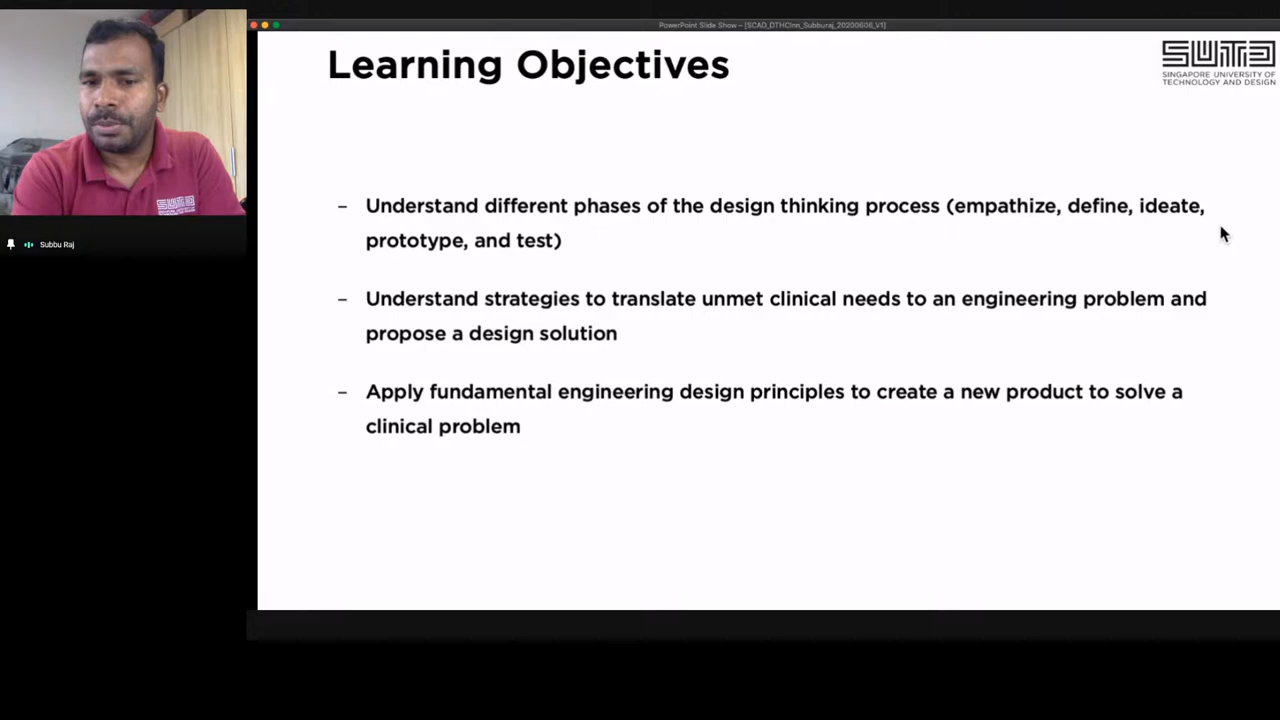 PowerPoint Slide Show - [SCAD_DTHCInn_Subburaj_20200606_V1]
Learning Objectives
SUTD
SINGAPORE UNIVERSITY OF
TECHNOLOGY AND DESIGN
– Understand different phases of the design thinking process (empathize, define, ideate,
prototype, and test)
– Understand strategies to translate unmet clinical needs to an engineering problem and
propose a design solution
– Apply fundamental engineering design principles to create a new product to solve a
clinical problem
SUTD
Subbu Raj